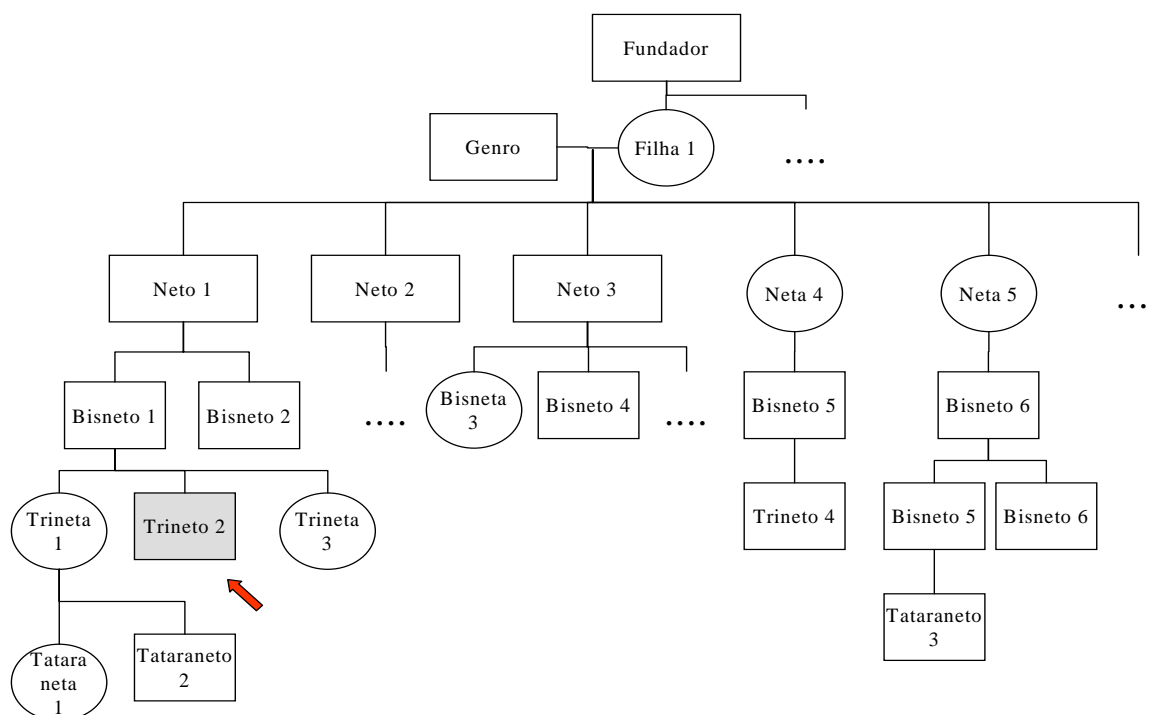 Fundador
Genro
Filha 1
....
Neto 1
Neto 2
Neto 3
Neta 4
Neta 5
...
Bisneto 1
Bisneto 2
....
Bisneta
3
Bisneto 4
....
Bisneto 5
Bisneto 6
Trineta
1
Trineto 2
Trineta
3
Trineto 4
Bisneto 5
Bisneto 6
Tatara
neta
1
Tataraneto
2
Tataraneto
3